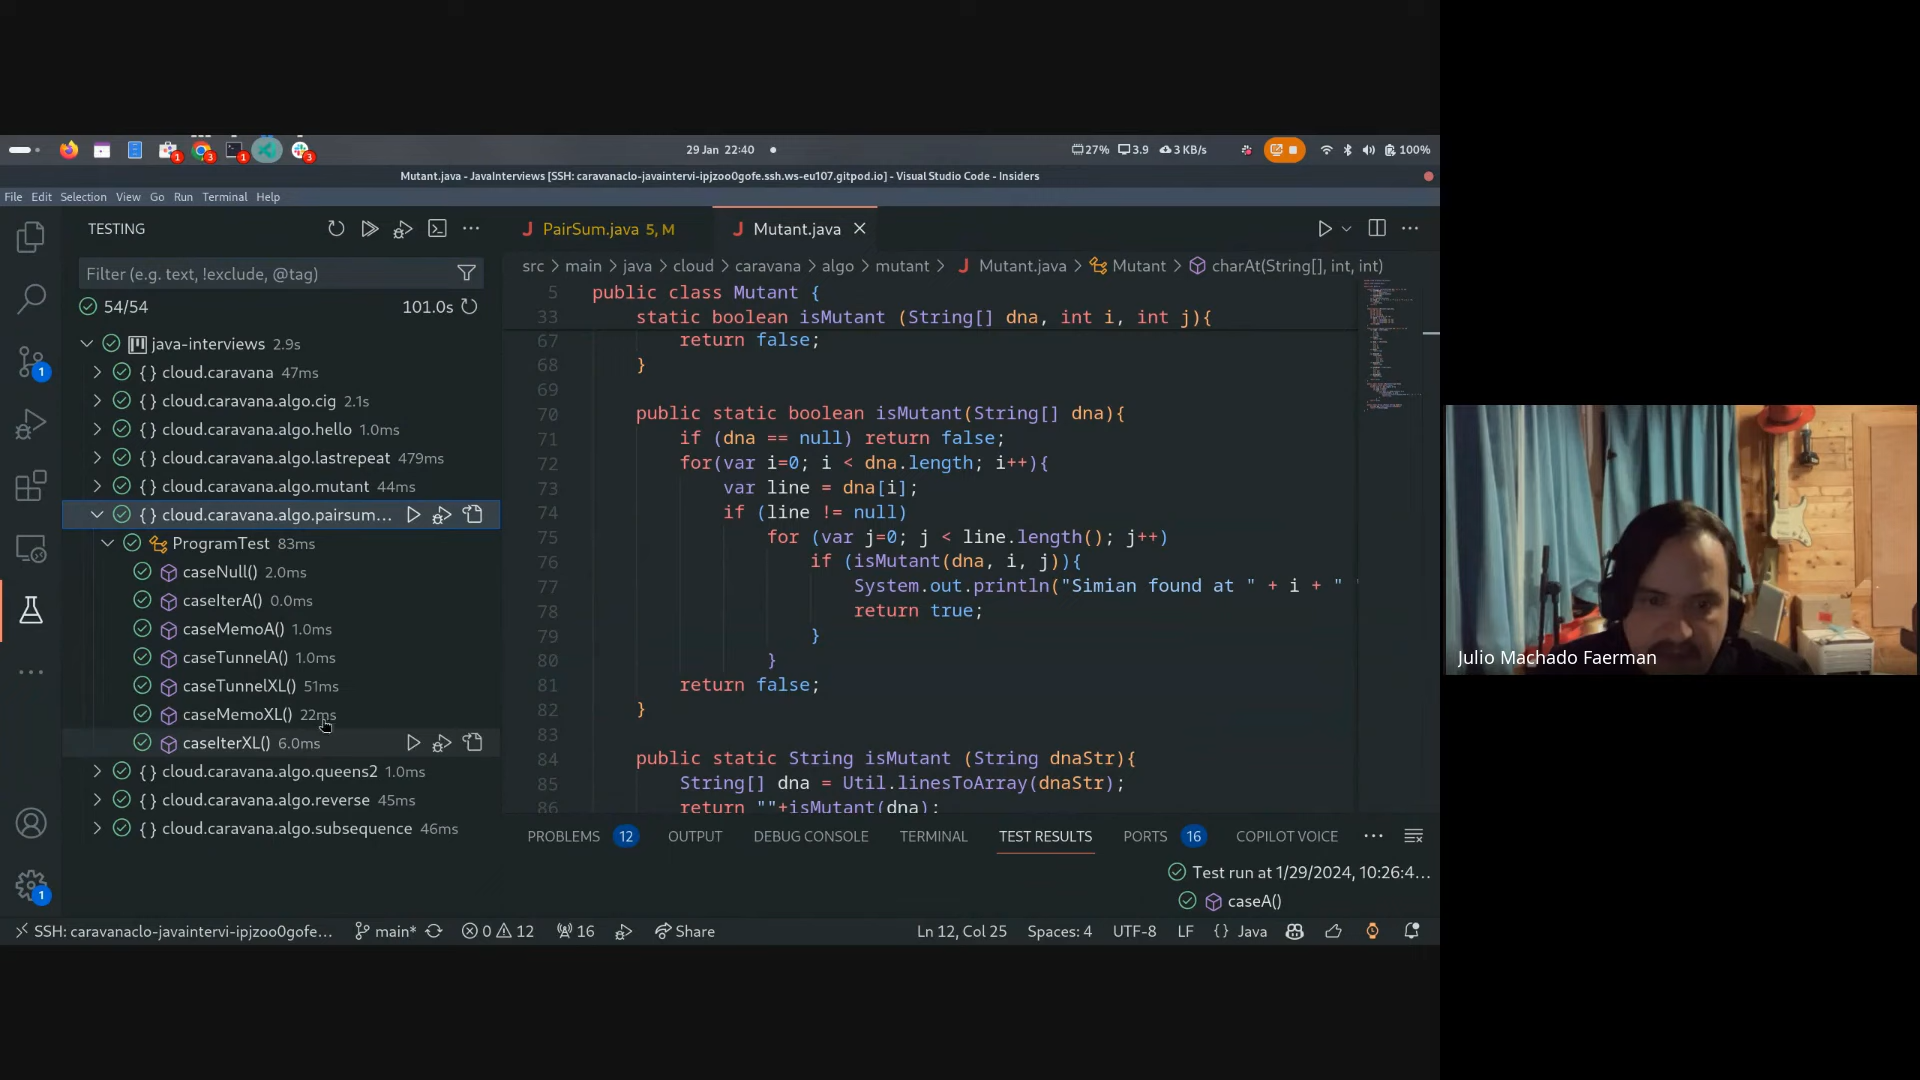 29 Jan 22:40
27% 3.9 3 KB/s 100%
1 3 1 3
Mutant.java - JavaInterviews [SSH: caravanaclo-javaintervi-ipjzoo0gofe.ssh.ws-eu107.gitpod.io] - Visual Studio Code - Insiders
File Edit Selection View Go Run Terminal Help
TESTING
Filter (e.g. text, !exclude, @tag)
54/54 101.0s
java-interviews 2.9s
{} cloud.caravana 47ms
{} cloud.caravana.algo.cig 2.1s
{} cloud.caravana.algo.hello 1.0ms
{} cloud.caravana.algo.lastrepeat 479ms
{} cloud.caravana.algo.mutant 44ms
{} cloud.caravana.algo.pairsum...
ProgramTest 83ms
caseNull() 2.0ms
caseIterA() 0.0ms
caseMemoA() 1.0ms
caseTunnelA() 1.0ms
caseTunnelXL() 51ms
caseMemoXL() 22ms
caseIterXL() 6.0ms
{} cloud.caravana.algo.queens2 1.0ms
{} cloud.caravana.algo.reverse 45ms
{} cloud.caravana.algo.subsequence 46ms
1
1
J PairSum.java 5, M J Mutant.java
src > main > java > cloud > caravana > algo > mutant > J Mutant.java > Mutant > charAt(String[], int, int)
5 public class Mutant {
33 static boolean isMutant (String[] dna, int i, int j){
67 return false;
68 }
69
70 public static boolean isMutant(String[] dna){
71 if (dna == null) return false;
72 for(var i=0; i < dna.length; i++){
73 var line = dna[i];
74 if (line != null)
75 for (var j=0; j < line.length(); j++)
76 if (isMutant(dna, i, j)){
77 System.out.println("Simian found at " + i + " "
78 return true;
79 }
80 }
81 return false;
82 }
83
84 public static String isMutant (String dnaStr){
85 String[] dna = Util.linesToArray(dnaStr);
86 return ""+isMutant(dna);
PROBLEMS 12 OUTPUT DEBUG CONSOLE TERMINAL TEST RESULTS PORTS 16 COPILOT VOICE
Test run at 1/29/2024, 10:26:4...
caseA()
SSH: caravanaclo-javaintervi-ipjzoo0gofe... main* 0 12 16 Share Ln 12, Col 25 Spaces: 4 UTF-8 LF {} Java
Julio Machado Faerman